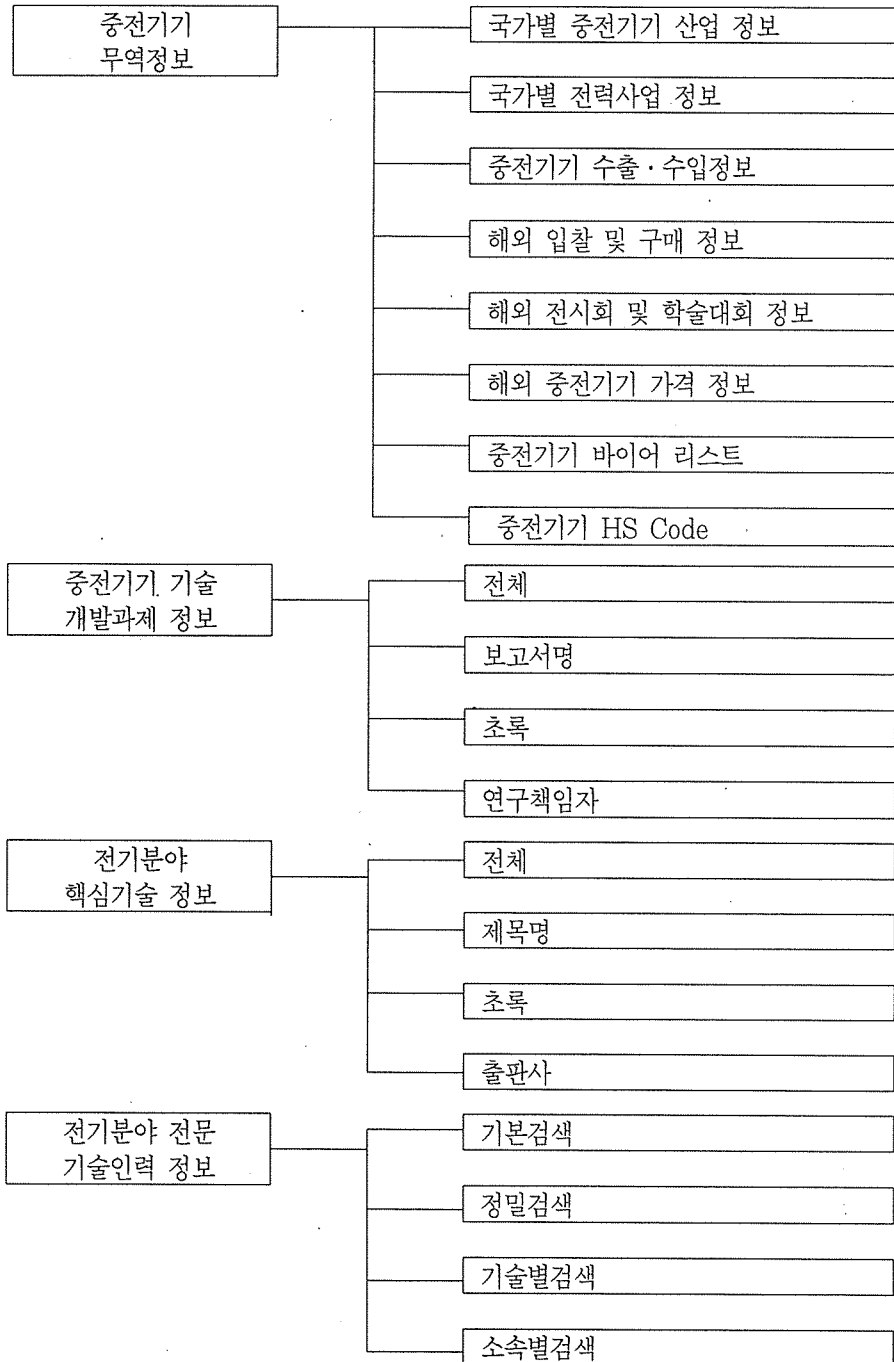 중전기기
무역정보
국가별 중전기기 산업 정보
국가별 전력사업 정보
중전기기 수출·수입정보
해외 입찰 및 구매 정보
해외 전시회 및 학술대회 정보
해외 중전기기 가격 정보
중전기기 바이어 리스트
중전기기 HS Code
중전기기 기술
개발과제 정보
전체
보고서명
초록
연구책임자
전기분야
핵심기술 정보
전체
제목명
초록
출판사
전기분야 전문
기술인력 정보
기본검색
정밀검색
기술별검색
소속별검색